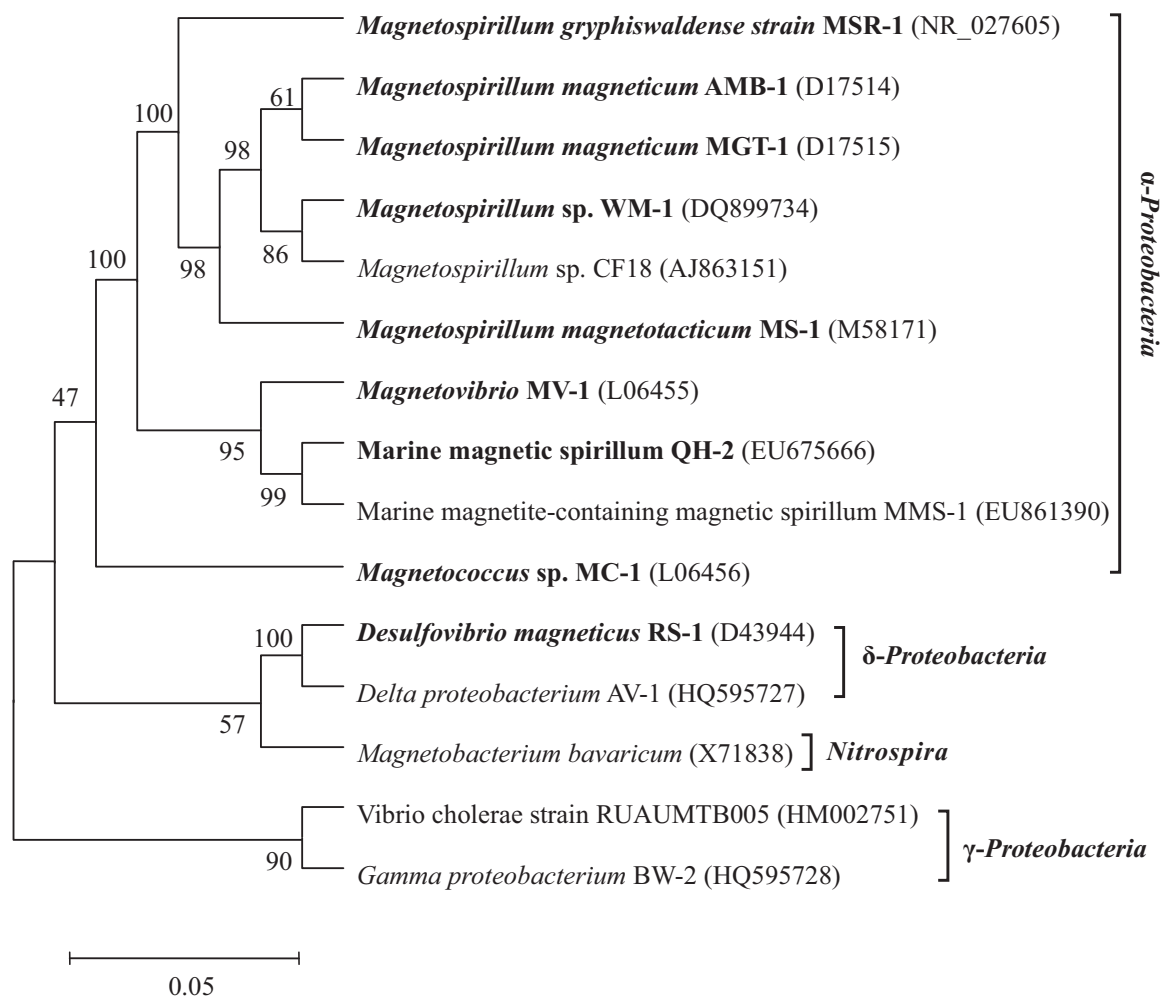 Magnetospirillum gryphiswaldense strain MSR-1 (NR_027605)
61
Magnetospirillum magneticum AMB-1 (D17514)
100
98
Magnetospirillum magneticum MGT-1 (D17515)
Magnetospirillum sp. WM-1 (DQ899734)
86
100
98
Magnetospirillum sp. CF18 (AJ863151)
Magnetospirillum magnetotacticum MS-1 (M58171)
α-Proteobacteria
47
Magnetovibrio MV-1 (L06455)
95
Marine magnetic spirillum QH-2 (EU675666)
99
Marine magnetite-containing magnetic spirillum MMS-1 (EU861390)
Magnetococcus sp. MC-1 (L06456)
100
Desulfovibrio magneticus RS-1 (D43944)
δ-Proteobacteria
Delta proteobacterium AV-1 (HQ595727)
57
Magnetobacterium bavaricum (X71838)
Nitrospira
Vibrio cholerae strain RUAUMTB005 (HM002751)
γ-Proteobacteria
90
Gamma proteobacterium BW-2 (HQ595728)
0.05